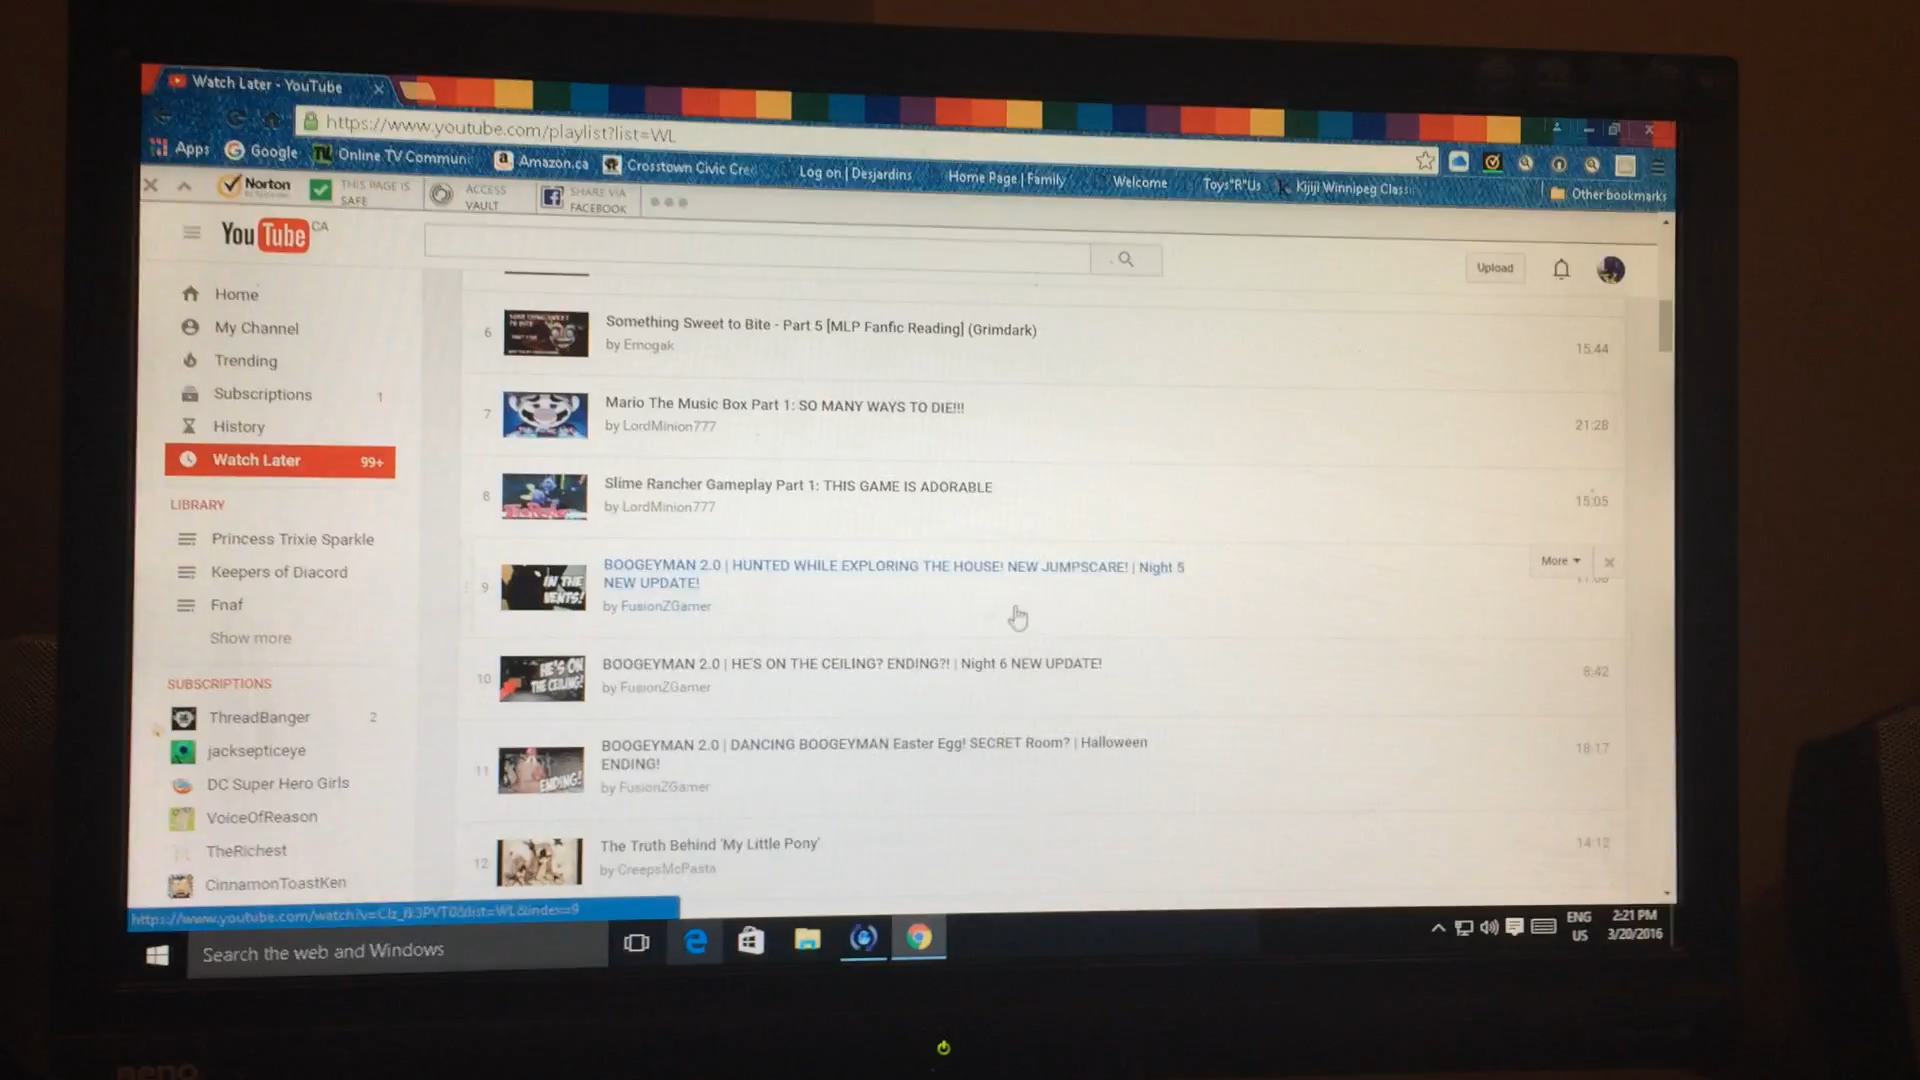 Watch Later - YouTube
https://www.youtube.com/playlist?list=WL
Apps Google Online TV Commun Amazon.ca Crosstown Civic Cre Log on | Desjardins Home Page | Family Welcome Toys"R"Us Kijiji Winnipeg Class Other bookmarks
Norton
THIS PAGE IS
SAFE
ACCESS
VAULT
SHARE VIA
FACEBOOK
YouTube CA
Upload
Home
My Channel
Trending
Subscriptions 1
History
Watch Later 99+
LIBRARY
Princess Trixie Sparkle
Keepers of Diacord
Fnaf
Show more
SUBSCRIPTIONS
ThreadBanger 2
jacksepticeye
DC Super Hero Girls
VoiceOfReason
TheRichest
CinnamonToastKen
6
Something Sweet to Bite - Part 5 [MLP Fanfic Reading] (Grimdark)
by Emogak
15:44
7
Mario The Music Box Part 1: SO MANY WAYS TO DIE!!!
by LordMinion777
21:28
8
Slime Rancher Gameplay Part 1: THIS GAME IS ADORABLE
by LordMinion777
15:05
9
IN THE
VENTS!
BOOGEYMAN 2.0 | HUNTED WHILE EXPLORING THE HOUSE! NEW JUMPSCARE! | Night 5
NEW UPDATE!
by FusionZGamer
More
10
HE'S ON
THE CEILING!
BOOGEYMAN 2.0 | HE'S ON THE CEILING? ENDING?! | Night 6 NEW UPDATE!
by FusionZGamer
8:42
11
ENDING!
BOOGEYMAN 2.0 | DANCING BOOGEYMAN Easter Egg! SECRET Room? | Halloween
ENDING!
by FusionZGamer
18:17
12
The Truth Behind 'My Little Pony'
by CreepsMcPasta
14:12
Search the web and Windows
ENG
US
2:21 PM
3/20/2016
BenQ